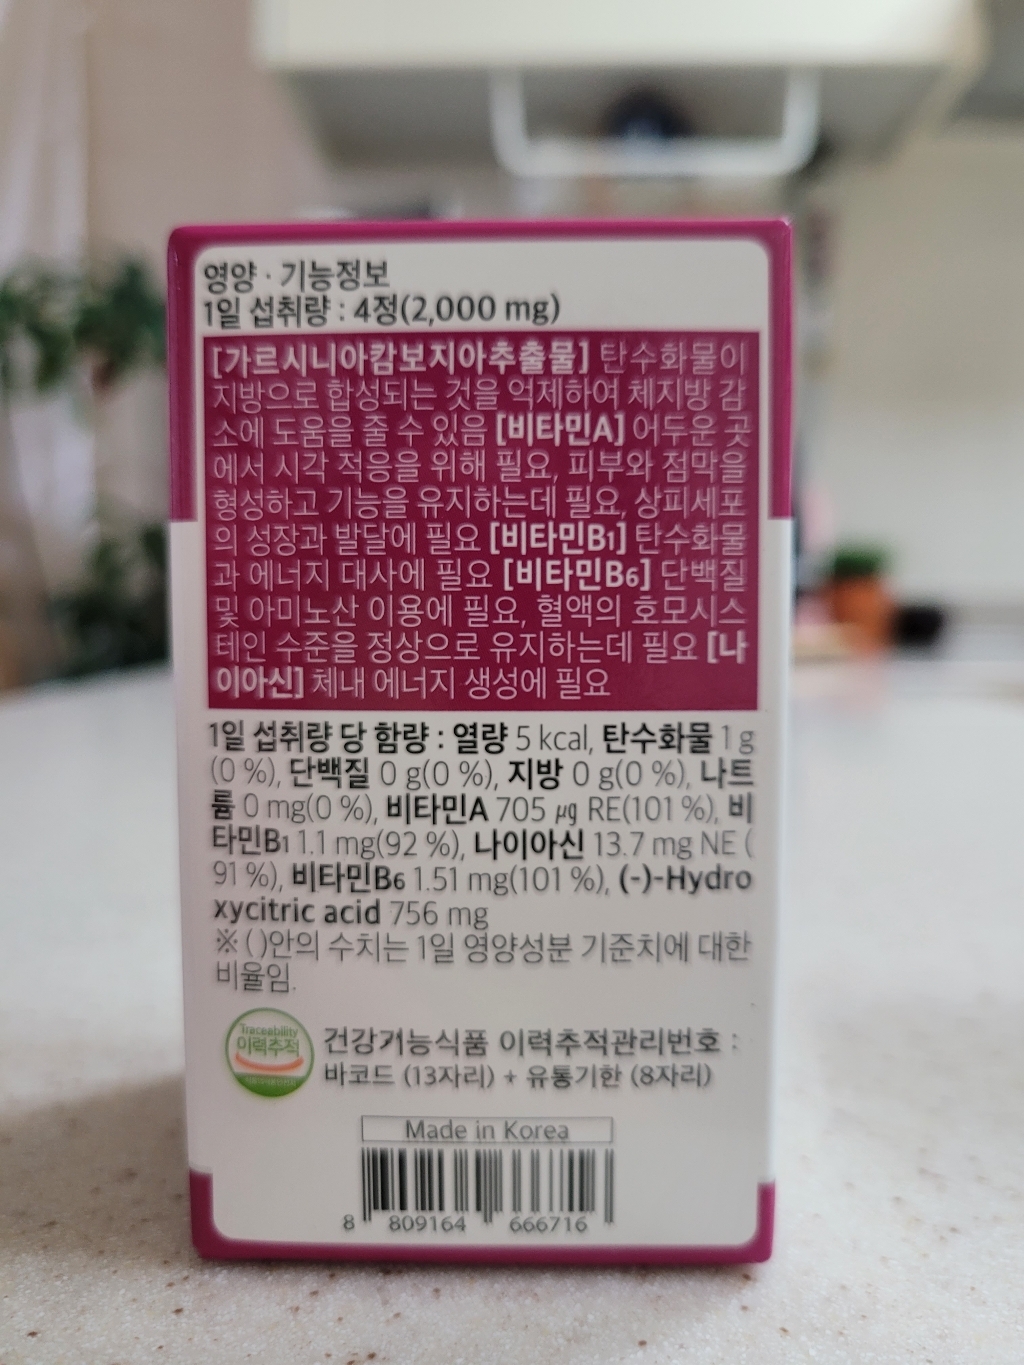 영양 · 기능정보
1일 섭취량 : 4정(2,000 mg)
[가르시니아캄보지아추출물] 탄수화물이
지방으로 합성되는 것을 억제하여 체지방 감
소에 도움을 줄 수 있음 [비타민A] 어두운 곳
에서 시각 적응을 위해 필요, 피부와 점막을
형성하고 기능을 유지하는데 필요, 상피세포
의 성장과 발달에 필요 [비타민B1] 탄수화물
과 에너지 대사에 필요 [비타민B6] 단백질
및 아미노산 이용에 필요, 혈액의 호모시스
테인 수준을 정상으로 유지하는데 필요 [나
이아신] 체내 에너지 생성에 필요
1일 섭취량 당 함량 : 열량 5 kcal, 탄수화물 1 g
(0 %), 단백질 0 g(0 %), 지방 0 g(0 %), 나트
륨 0 mg(0 %), 비타민A 705 µg RE(101 %), 비
타민B1 1.1 mg(92 %), 나이아신 13.7 mg NE (
91 %), 비타민B6 1.51 mg(101 %), (-)-Hydro
xycitric acid 756 mg
※ ( )안의 수치는 1일 영양성분 기준치에 대한
비율임.
Traceability
이력추적
건강기능식품 이력추적관리번호 :
바코드 (13자리) + 유통기한 (8자리)
Made in Korea
8 809164 666716